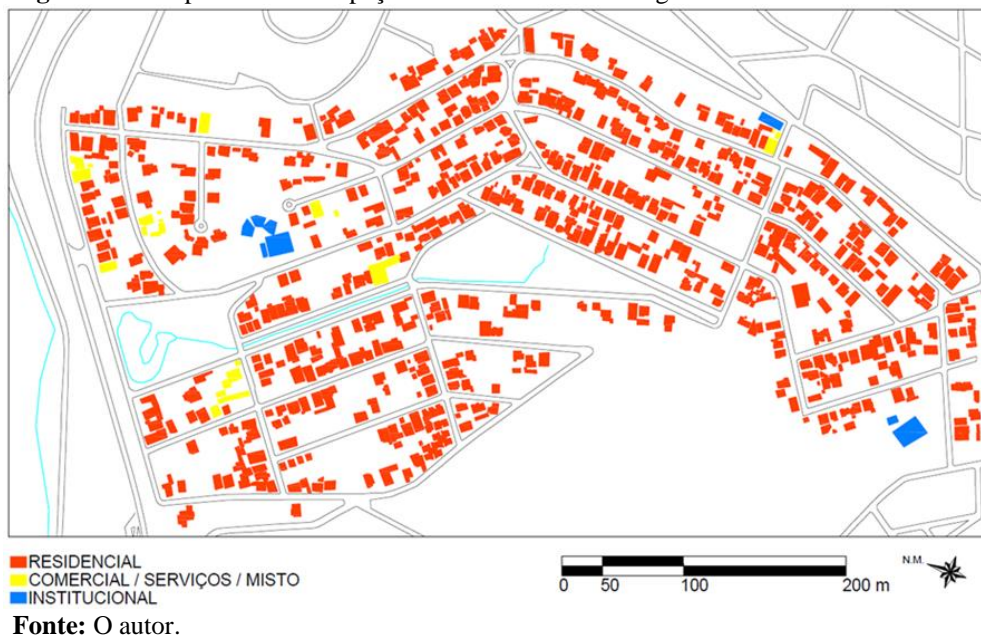 RESIDENCIAL
COMERCIAL / SERVIÇOS / MISTO
INSTITUCIONAL
0 50 100 200 m
N.M.
Fonte: O autor.